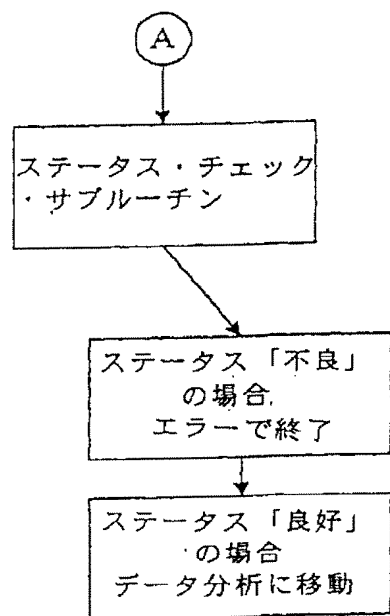 A
ステータス・チェック
・サブルーチン
ステータス「不良」
の場合
エラーで終了
ステータス「良好」
の場合
データ分析に移動